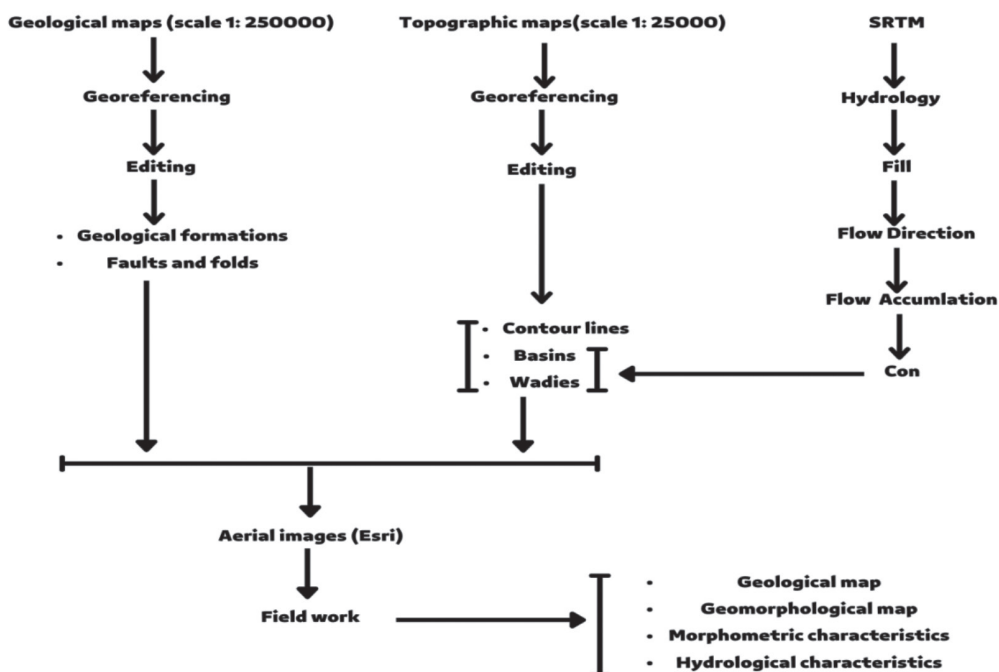 Geological maps (scale 1: 250000)
Georeferencing
Editing
• Geological formations
• Faults and folds
Topographic maps(scale 1: 25000)
Georeferencing
Editing
• Contour lines
• Basins
• Wadies
SRTM
Hydrology
Fill
Flow Direction
Flow Accumlation
Con
Aerial images (Esri)
Field work
• Geological map
• Geomorphological map
• Morphometric characteristics
• Hydrological characteristics